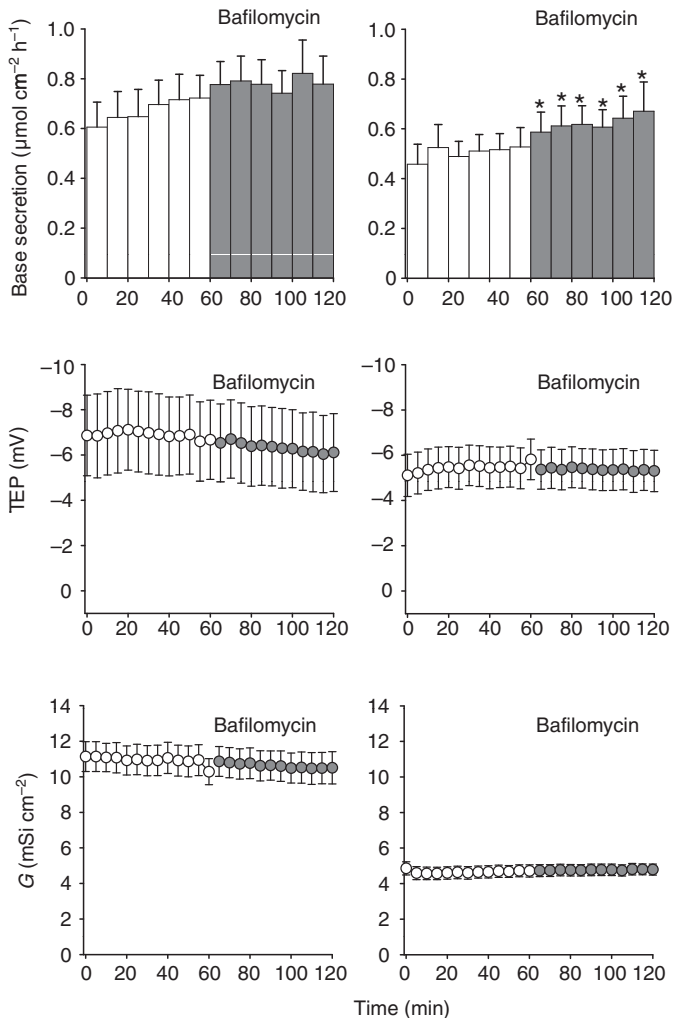 Bafilomycin
Bafilomycin
Base secretion (µmol cm⁻² h⁻¹)
1.0
0.8
0.6
0.4
0.2
0
0 20 40 60 80 100 120
1.0
0.8
0.6
0.4
0.2
0
* * * * * *
0 20 40 60 80 100 120
TEP (mV)
–10
–8
–6
–4
–2
0
Bafilomycin
0 20 40 60 80 100 120
–10
–8
–6
–4
–2
0
Bafilomycin
0 20 40 60 80 100 120
G (mSi cm⁻²)
14
12
10
8
6
4
2
0
Bafilomycin
0 20 40 60 80 100 120
14
12
10
8
6
4
2
0
Bafilomycin
0 20 40 60 80 100 120
Time (min)